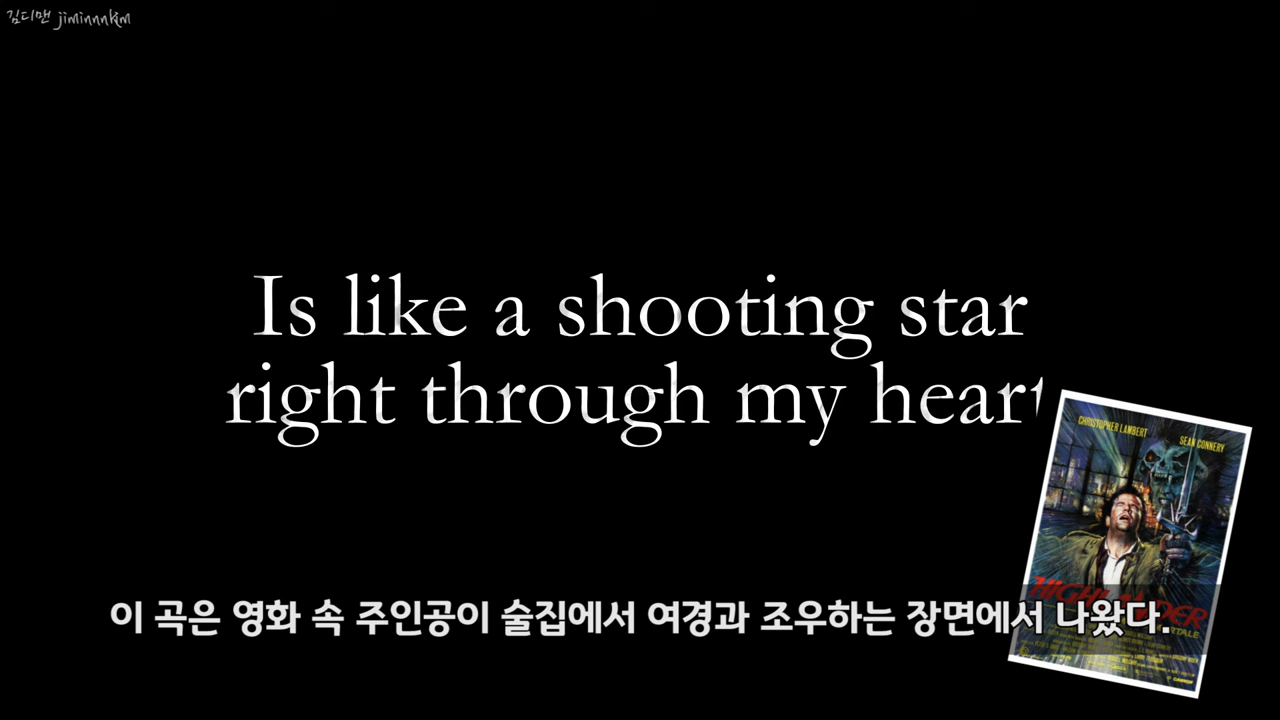 김디맨 jiminnnkim
Is like a shooting star
right through my heart
CHRISTOPHER LAMBERT
SEAN CONNERY
HIGHLANDER
이 곡은 영화 속 주인공이 술집에서 여경과 조우하는 장면에서 나왔다.